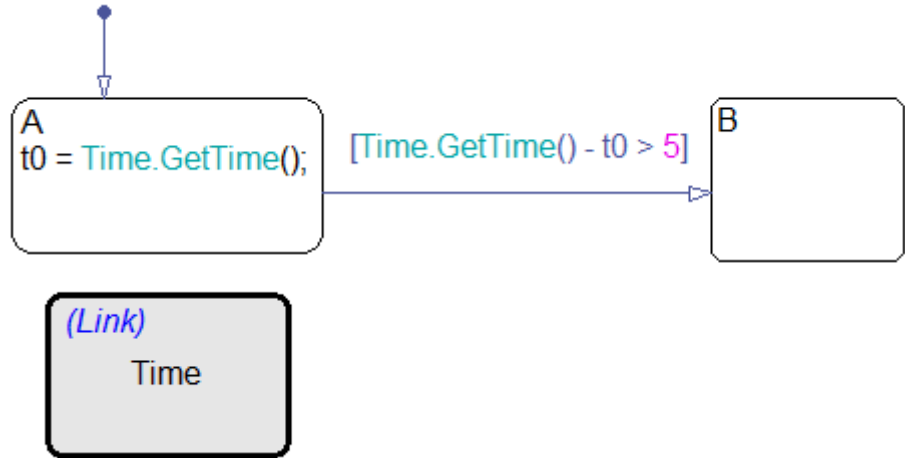 A
t0 = Time.GetTime();
[Time.GetTime() - t0 > 5]
B
(Link)
Time